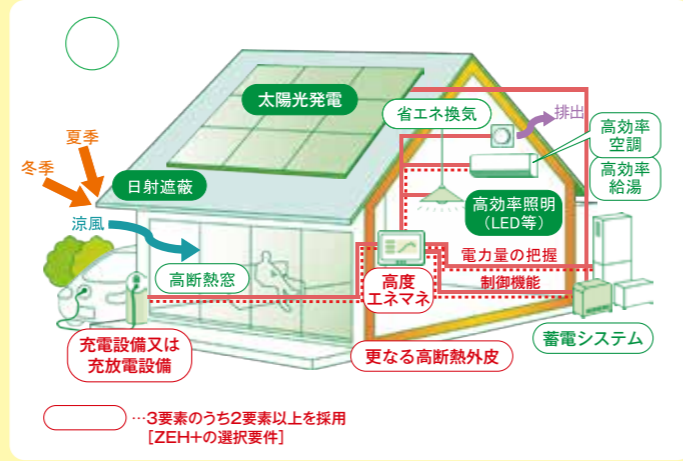 太陽光発電
省エネ換気
排出
高効率
空調
高効率
給湯
夏季
冬季
日射遮蔽
涼風
高効率照明
(LED等)
高断熱窓
電力量の把握
高度
エネマネ
制御機能
充電設備又は
充放電設備
更なる高断熱外皮
蓄電システム
…3要素のうち2要素以上を採用
[ZEH+の選択要件]